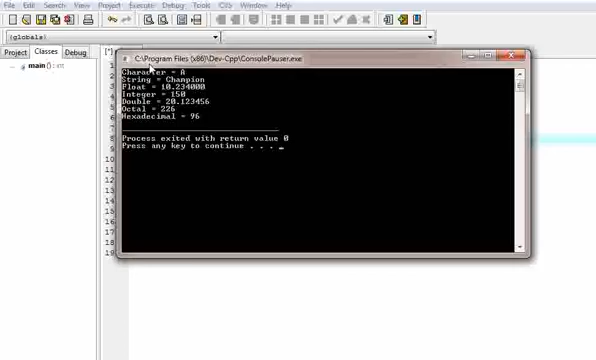 File Edit Search View Project Execute Debug Tools CVS Window Help
(globals)
Project Classes Debug
[*]
main() : int
C:\Program Files (x86)\Dev-Cpp\ConsolePauser.exe
Character = A
String = Champion
Float = 10.234000
Integer = 150
Double = 20.123456
Octal = 226
Hexadecimal = 96
Process exited with return value 0
Press any key to continue . . . _